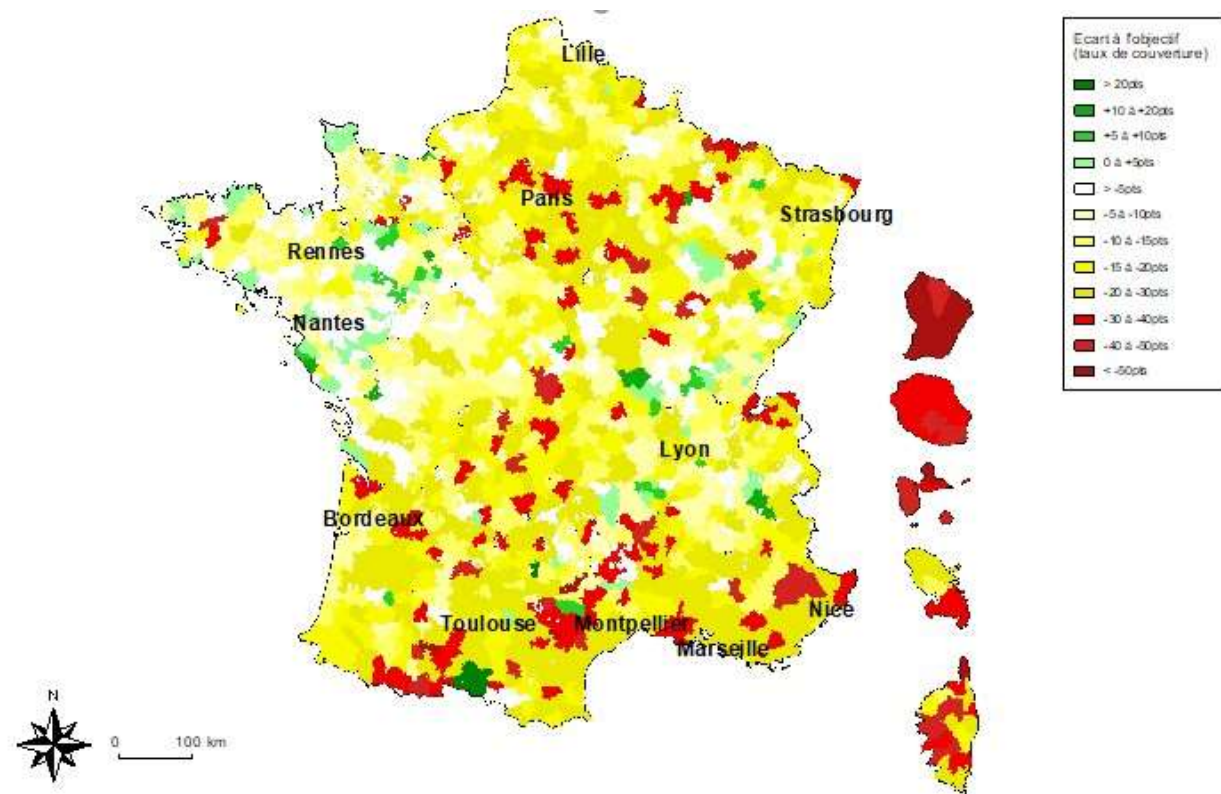 Lille
Paris
Strasbourg
Rennes
Nantes
Lyon
Bordeaux
Toulouse
Montpellier
Marseille
Nice
N
0 100 km
Ecart à l'objectif
(taux de couverture)
> 20pts
+10 à +20pts
+5 à +10pts
0 à +5pts
> -5pts
-5 à -10pts
-10 à -15pts
-15 à -20pts
-20 à -30pts
-30 à -40pts
-40 à -50pts
< -50pts